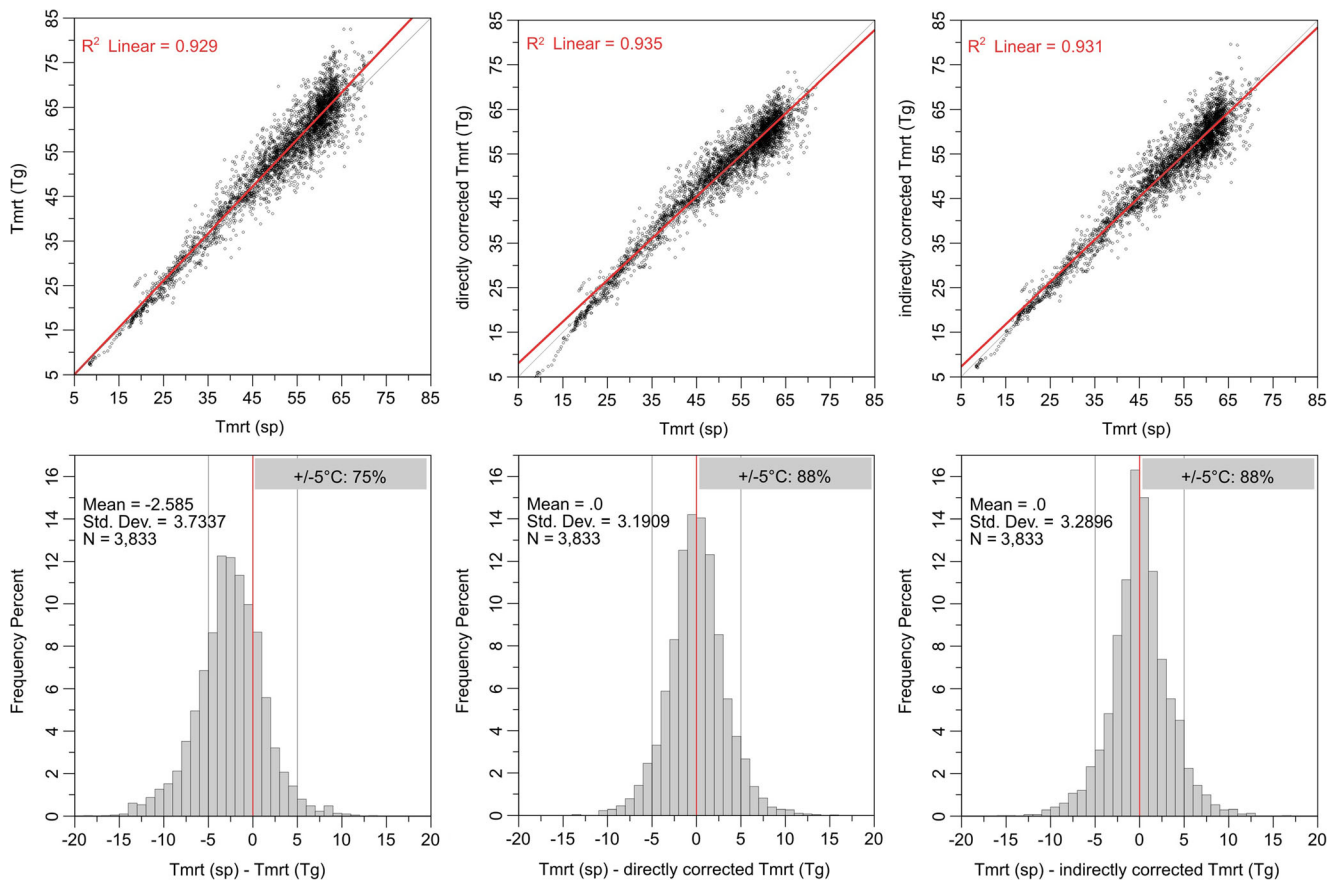 R² Linear = 0.929
Tmrt (Tg)
85
75
65
55
45
35
25
15
5
5 15 25 35 45 55 65 75 85
Tmrt (sp)
R² Linear = 0.935
directly corrected Tmrt (Tg)
85
75
65
55
45
35
25
15
5
5 15 25 35 45 55 65 75 85
Tmrt (sp)
R² Linear = 0.931
indirectly corrected Tmrt (Tg)
85
75
65
55
45
35
25
15
5
5 15 25 35 45 55 65 75 85
Tmrt (sp)
+/-5°C: 75%
Mean = -2.585
Std. Dev. = 3.7337
N = 3,833
Frequency Percent
16
14
12
10
8
6
4
2
0
-20 -15 -10 -5 0 5 10 15 20
Tmrt (sp) - Tmrt (Tg)
+/-5°C: 88%
Mean = .0
Std. Dev. = 3.1909
N = 3,833
Frequency Percent
16
14
12
10
8
6
4
2
0
-20 -15 -10 -5 0 5 10 15 20
Tmrt (sp) - directly corrected Tmrt (Tg)
+/-5°C: 88%
Mean = .0
Std. Dev. = 3.2896
N = 3,833
Frequency Percent
16
14
12
10
8
6
4
2
0
-20 -15 -10 -5 0 5 10 15 20
Tmrt (sp) - indirectly corrected Tmrt (Tg)